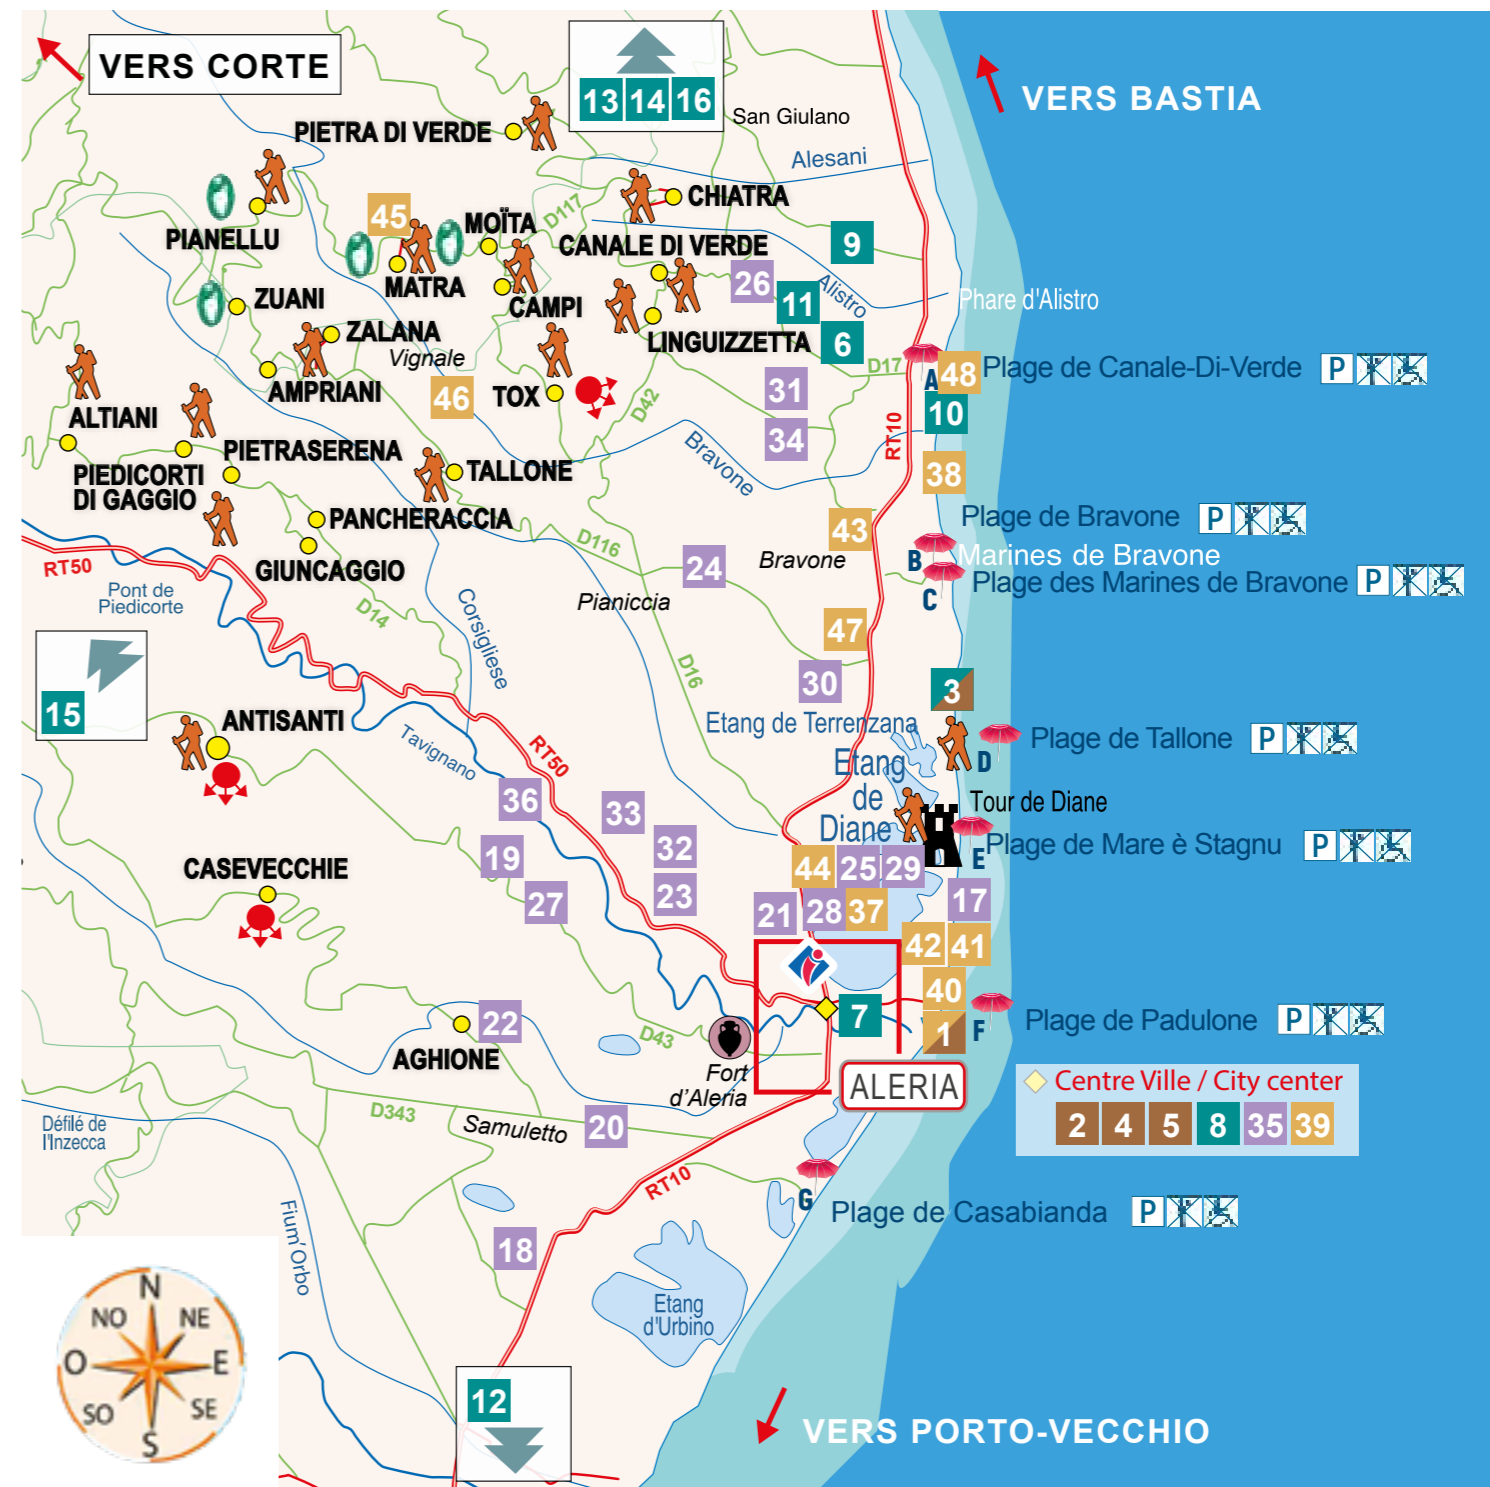 VERS CORTE
13 14 16
San Giulano
VERS BASTIA
PIETRA DI VERDE
Alesani
CHIATRA
PIANELLU
45
MOÏTA
D117
CANALE DI VERDE
9
MATRA
26
Alistro
11
Phare d'Alistro
ZUANI
CAMPI
ZALANA
Vignale
LINGUIZZETTA
6
D17
A
48
Plage de Canale-Di-Verde P
AMPRIANI
46
TOX
31
D42
10
ALTIANI
34
RT10
PIETRASERENA
PIEDICORTI
DI GAGGIO
TALLONE
Bravone
38
PANCHERACCIA
43
Plage de Bravone P
GIUNCAGGIO
D116
24
Bravone
B
Marines de Bravone
C
Plage des Marines de Bravone P
RT50
Pont de
Piedicorte
D14
Corsigliese
Pianiccia
47
D16
30
3
15
ANTISANTI
Tavignano
RT50
Etang de Terrenzana
D
Plage de Tallone P
Etang
de
Diane
Tour de Diane
E
Plage de Mare è Stagnu P
36
33
19
32
27
23
44 25 29
21 28 37
17
CASEVECCHIE
42 41
40
1
F
Plage de Padulone P
7
22
AGHIONE
D43
Fort
d'Aleria
ALERIA
Centre Ville / City center
2 4 5 8 35 39
D343
Samuletto
20
Défilé de
l'Inzecca
RT10
G
Plage de Casabianda P
Fium'Orbo
18
Etang
d'Urbino
N
NO NE
O E
SO SE
S
12
VERS PORTO-VECCHIO